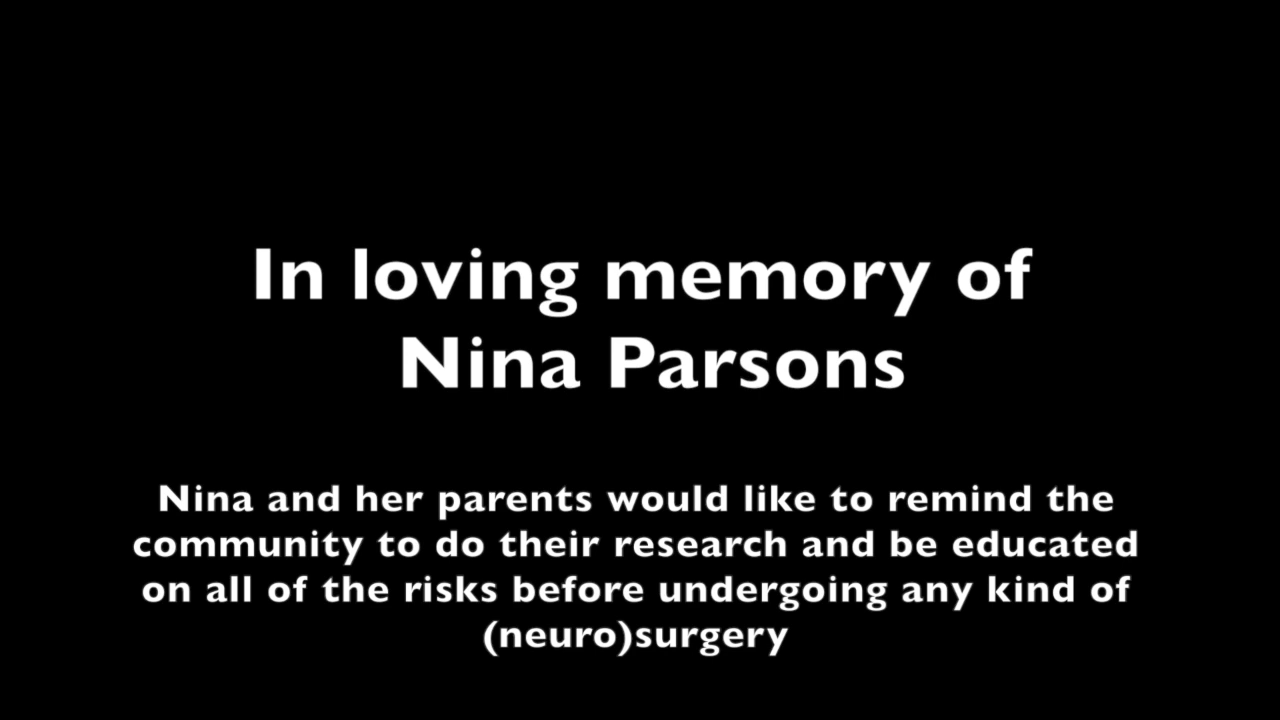 In loving memory of
Nina Parsons
Nina and her parents would like to remind the
community to do their research and be educated
on all of the risks before undergoing any kind of
(neuro)surgery